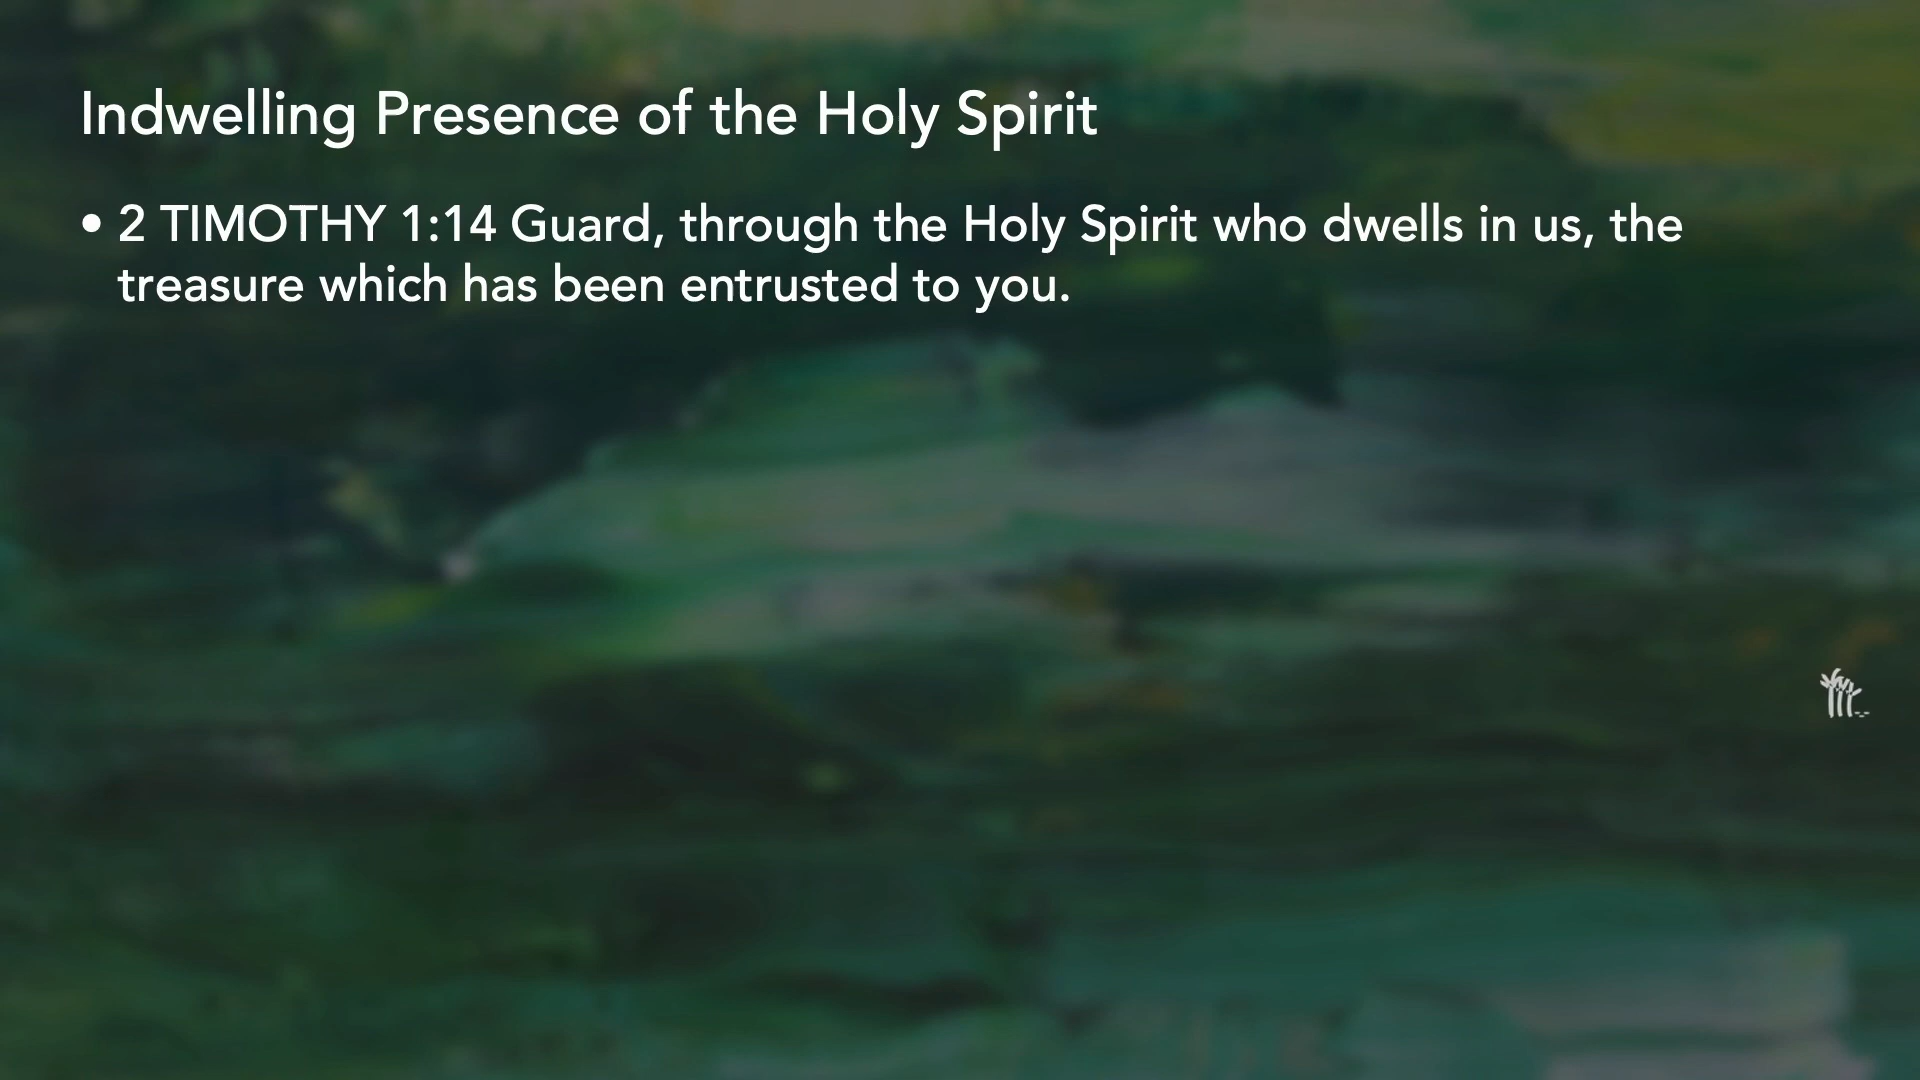 Indwelling Presence of the Holy Spirit
• 2 TIMOTHY 1:14 Guard, through the Holy Spirit who dwells in us, the
treasure which has been entrusted to you.